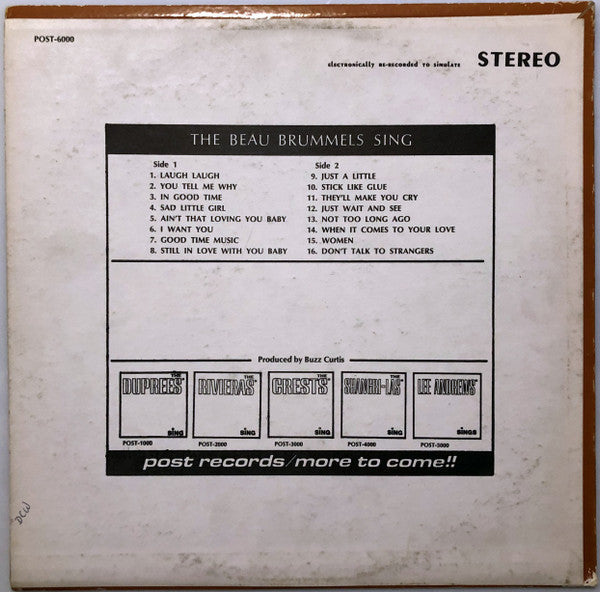 POST-6000
electronically re-recorded to simulate STEREO
THE BEAU BRUMMELS SING
Side 1
1. LAUGH LAUGH
2. YOU TELL ME WHY
3. IN GOOD TIME
4. SAD LITTLE GIRL
5. AIN'T THAT LOVING YOU BABY
6. I WANT YOU
7. GOOD TIME MUSIC
8. STILL IN LOVE WITH YOU BABY
Side 2
9. JUST A LITTLE
10. STICK LIKE GLUE
11. THEY'LL MAKE YOU CRY
12. JUST WAIT AND SEE
13. NOT TOO LONG AGO
14. WHEN IT COMES TO YOUR LOVE
15. WOMEN
16. DON'T TALK TO STRANGERS
Produced by Buzz Curtis
THE
DUPREES
SING
POST-1000
THE
RIVIERAS
SING
POST-2000
THE
CRESTS
SING
POST-3000
THE
SHANGRI-LAS
SING
POST-4000
LEE ANDREWS
SINGS
POST-5000
post records/more to come!!
DCW